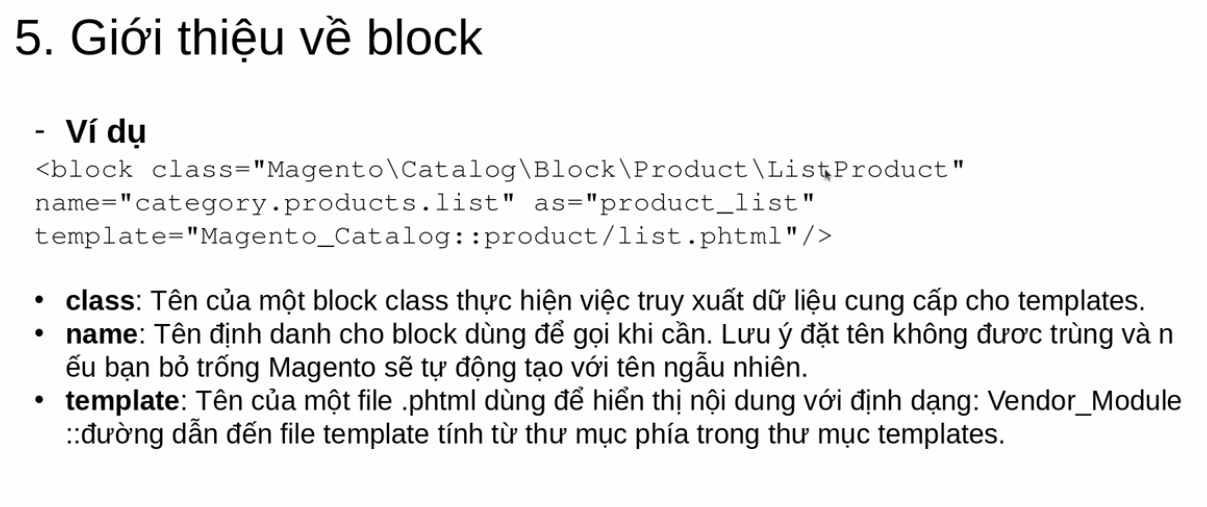 5. Giới thiệu về block
- Ví dụ
<block class="Magento\Catalog\Block\Product\ListProduct"
name="category.products.list" as="product_list"
template="Magento_Catalog::product/list.phtml"/>
• class: Tên của một block class thực hiện việc truy xuất dữ liệu cung cấp cho templates.
• name: Tên định danh cho block dùng để gọi khi cần. Lưu ý đặt tên không đươc trùng và n
ếu bạn bỏ trống Magento sẽ tự động tạo với tên ngẫu nhiên.
• template: Tên của một file .phtml dùng để hiển thị nội dung với định dạng: Vendor_Module
::đường dẫn đến file template tính từ thư mục phía trong thư mục templates.